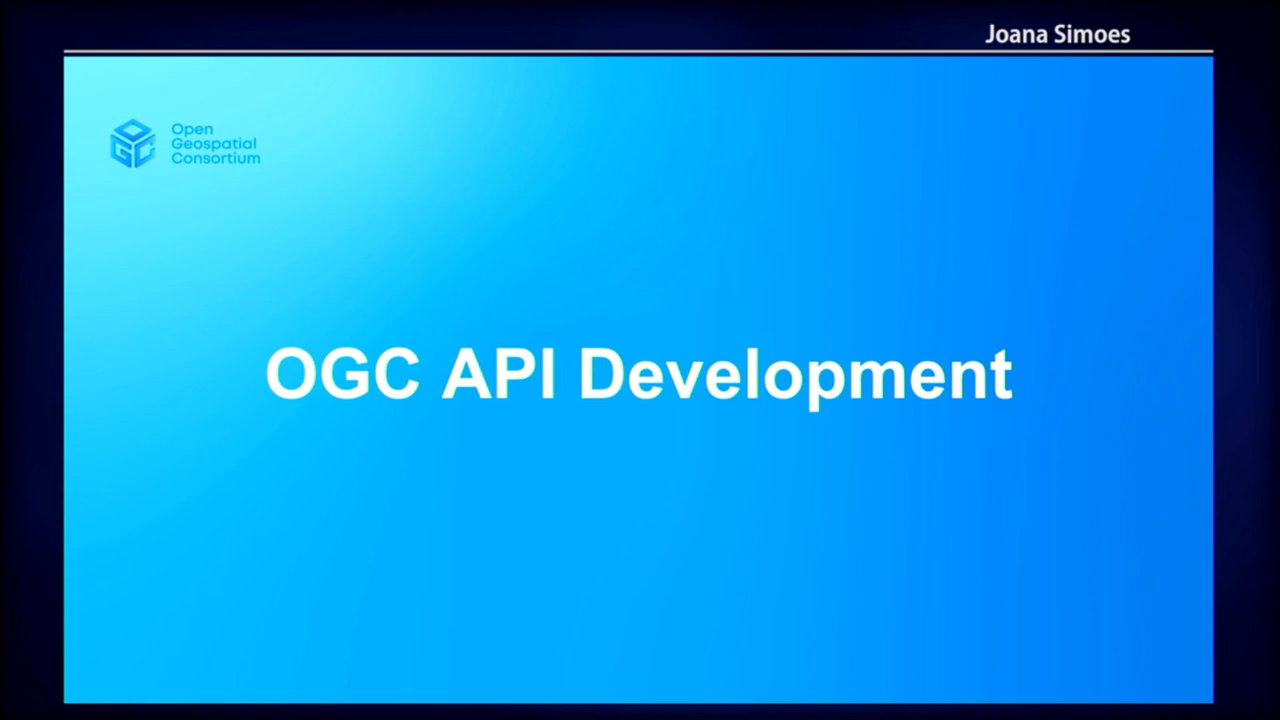 Joana Simoes
Open
Geospatial
Consortium
OGC API Development